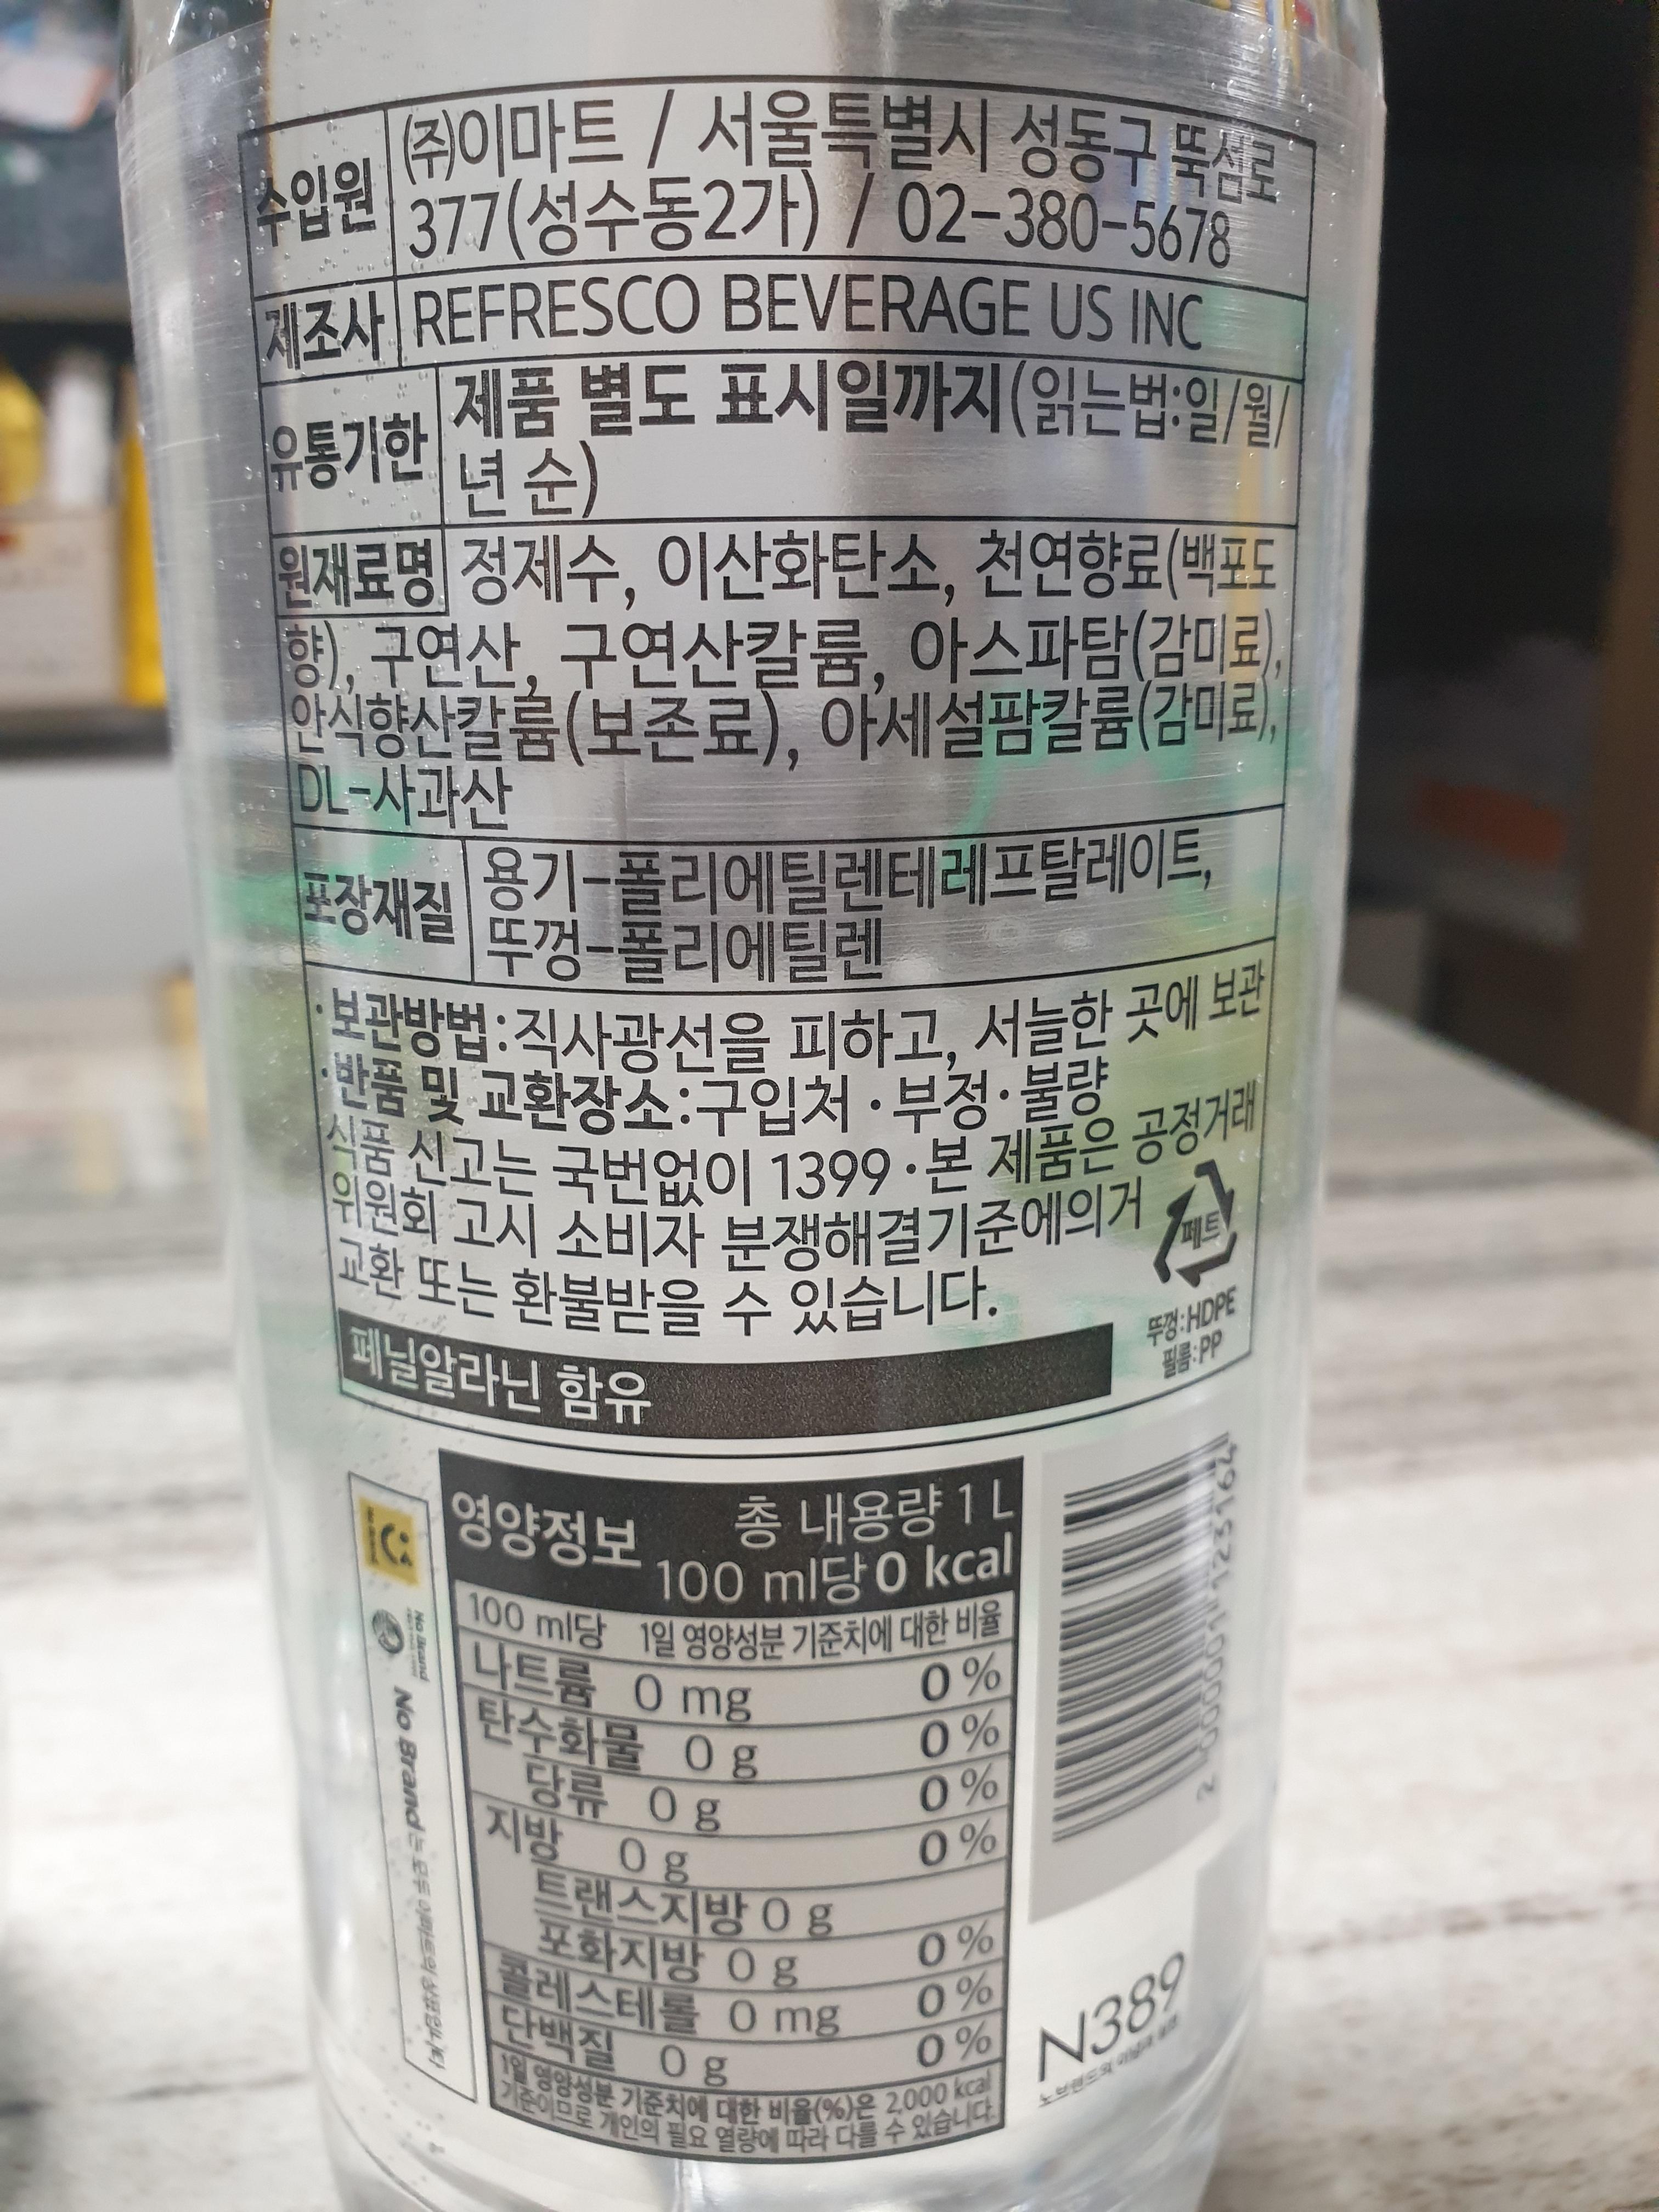 수입원
(주)이마트 / 서울특별시 성동구 뚝섬로
377(성수동2가) / 02-380-5678
제조사 REFRESCO BEVERAGE US INC
유통기한
제품 별도 표시일까지(읽는법:일/월/
년 순)
원재료명 정제수, 이산화탄소, 천연향료(백포도
향), 구연산, 구연산칼륨, 아스파탐(감미료),
안식향산칼륨(보존료), 아세설팜칼륨(감미료),
DL-사과산
포장재질
용기-폴리에틸렌테레프탈레이트,
뚜껑-폴리에틸렌
·보관방법:직사광선을 피하고, 서늘한 곳에 보관
·반품 및 교환장소:구입처 ·부정·불량
식품 신고는 국번없이 1399 ·본 제품은 공정거래
위원회 고시 소비자 분쟁해결기준에의거
교환 또는 환불받을 수 있습니다.
페트
뚜껑:HDPE
필름:PP
페닐알라닌 함유
영양정보
총 내용량 1 L
100 ml당 0 kcal
100 ml당 1일 영양성분 기준치에 대한 비율
나트륨 0 mg 0 %
탄수화물 0 g 0 %
당류 0 g 0 %
지방 0 g 0 %
트랜스지방 0 g
포화지방 0 g 0 %
콜레스테롤 0 mg 0 %
단백질 0 g 0 %
1일 영양성분 기준치에 대한 비율(%)은 2,000 kcal
기준이므로 개인의 필요 열량에 따라 다를 수 있습니다.
No Brand
No Brand는 모두 이마트의 상표입니다
N389